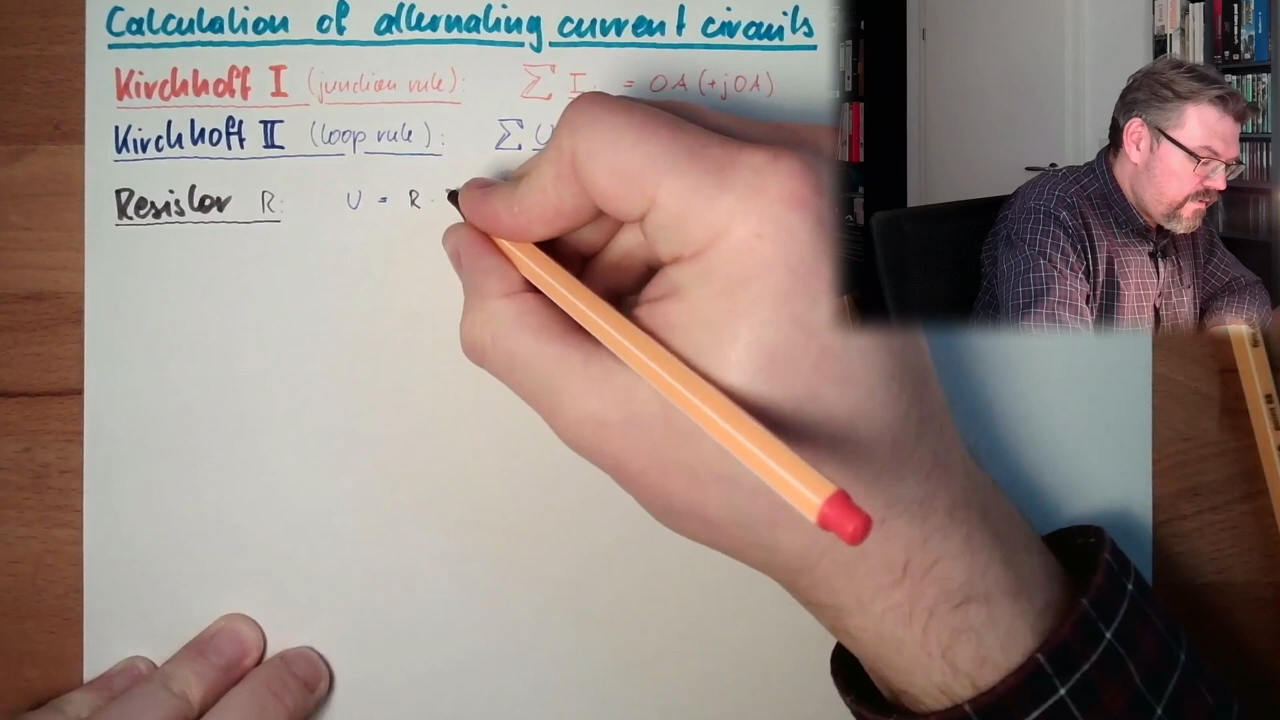 Calculation of alternating current circuits
Kirchhoff I (junction rule): ∑ I = 0A (+j0A)
Kirchhoff II (loop rule): ∑ U
Resistor R: U = R ·